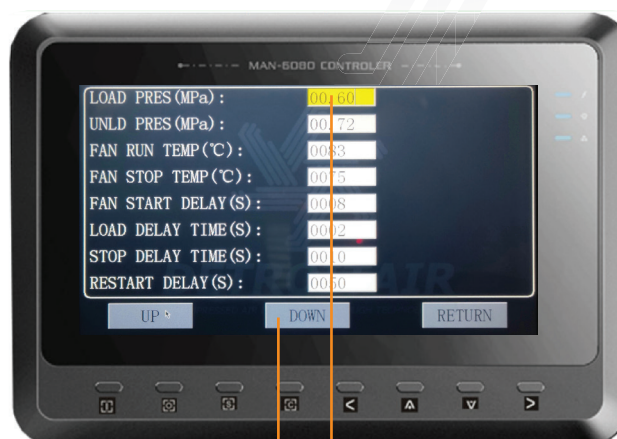 MAN-6080 CONTROLER
LOAD PRES(MPa): 00.60
UNLD PRES(MPa): 00.72
FAN RUN TEMP(℃): 0083
FAN STOP TEMP(℃): 0075
FAN START DELAY(S): 0008
LOAD DELAY TIME(S): 0002
STOP DELAY TIME(S): 0010
RESTART DELAY(S): 0050
UP DOWN RETURN
I O S C < ∧ ∨ >